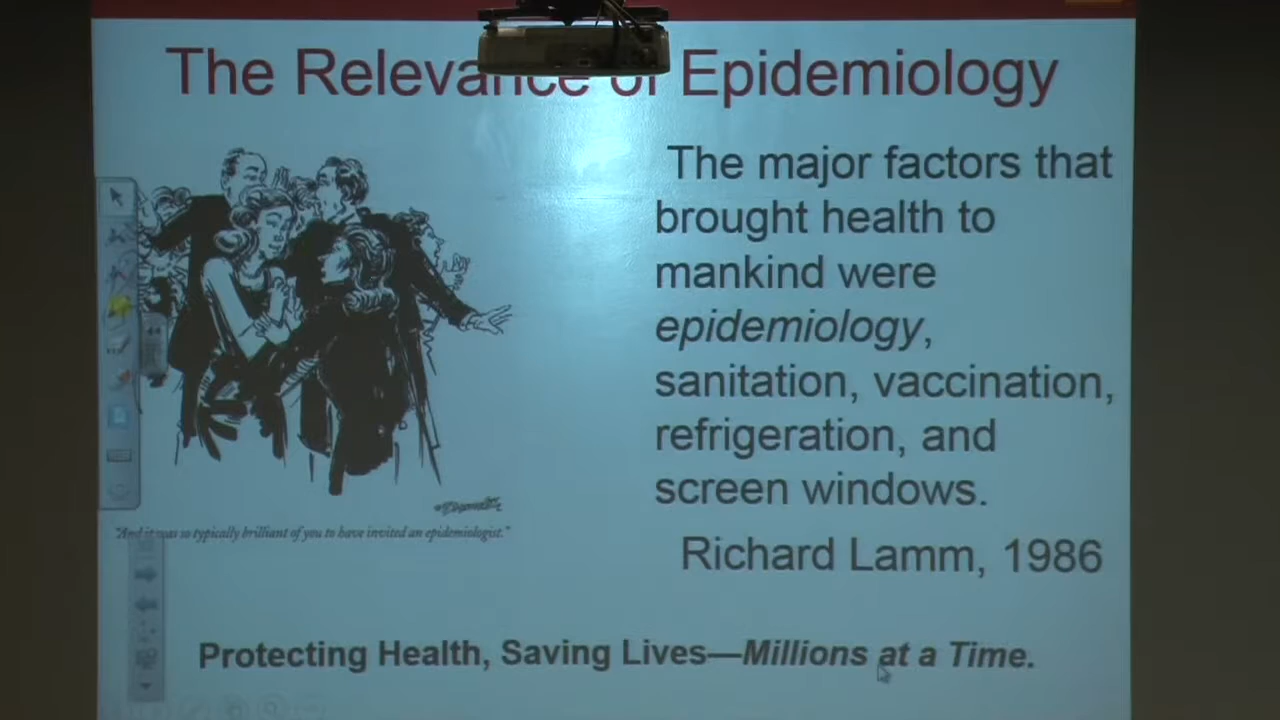 The Relevance of Epidemiology
The major factors that
brought health to
mankind were
epidemiology,
sanitation, vaccination,
refrigeration, and
screen windows.
Richard Lamm, 1986
"And it was so typically brilliant of you to have invited an epidemiologist."
Protecting Health, Saving Lives—Millions at a Time.